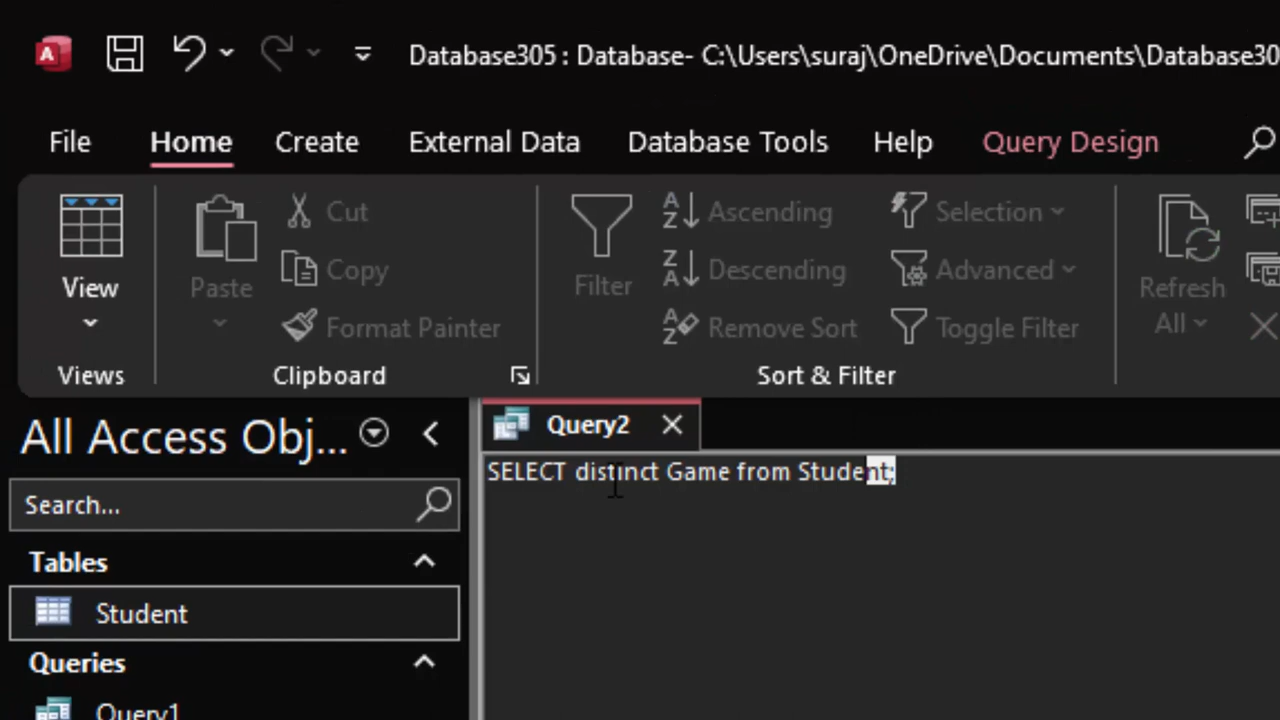 A
Database305 : Database- C:\Users\suraj\OneDrive\Documents\Database30
File Home Create External Data Database Tools Help Query Design
View
Views
Paste
Cut
Copy
Format Painter
Clipboard
Filter
Ascending
Descending
Remove Sort
Selection
Advanced
Toggle Filter
Sort & Filter
Refresh
All
All Access Obj...
Search...
Tables
Student
Queries
Query1
Query2
SELECT distinct Game from Student;